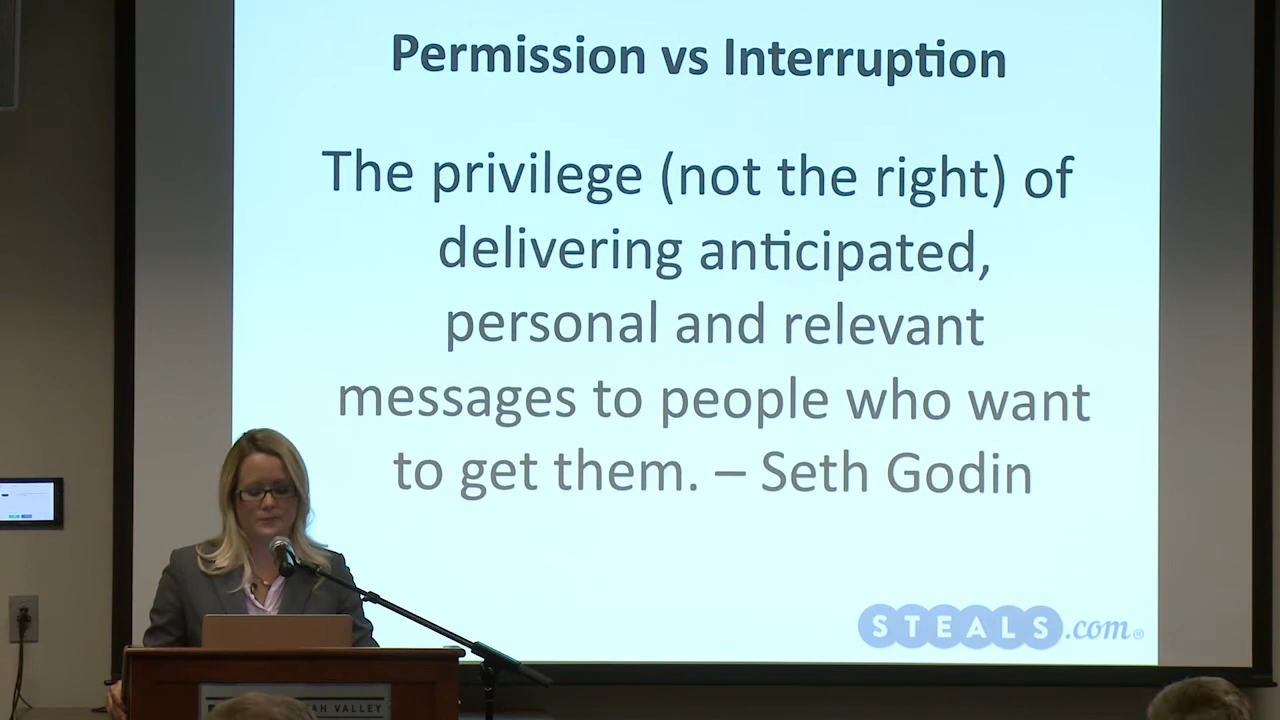 Permission vs Interruption
The privilege (not the right) of
delivering anticipated,
personal and relevant
messages to people who want
to get them. – Seth Godin
STEALS.com®
VALLEY